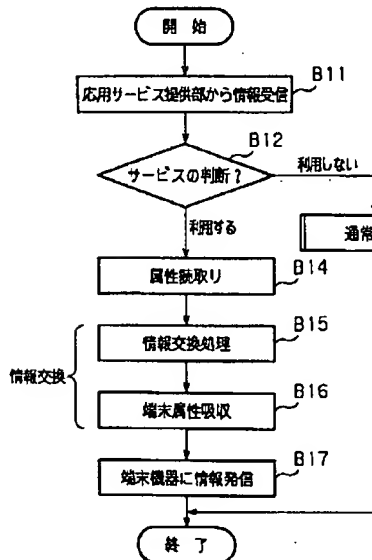 開始
B11
応用サービス提供部から情報受信
B12
サービスの判断?
利用しない
利用する
通常
属性読取り
B14
情報交換
情報交換処理
B15
端末属性吸収
B16
端末機器に情報発信
B17
終了